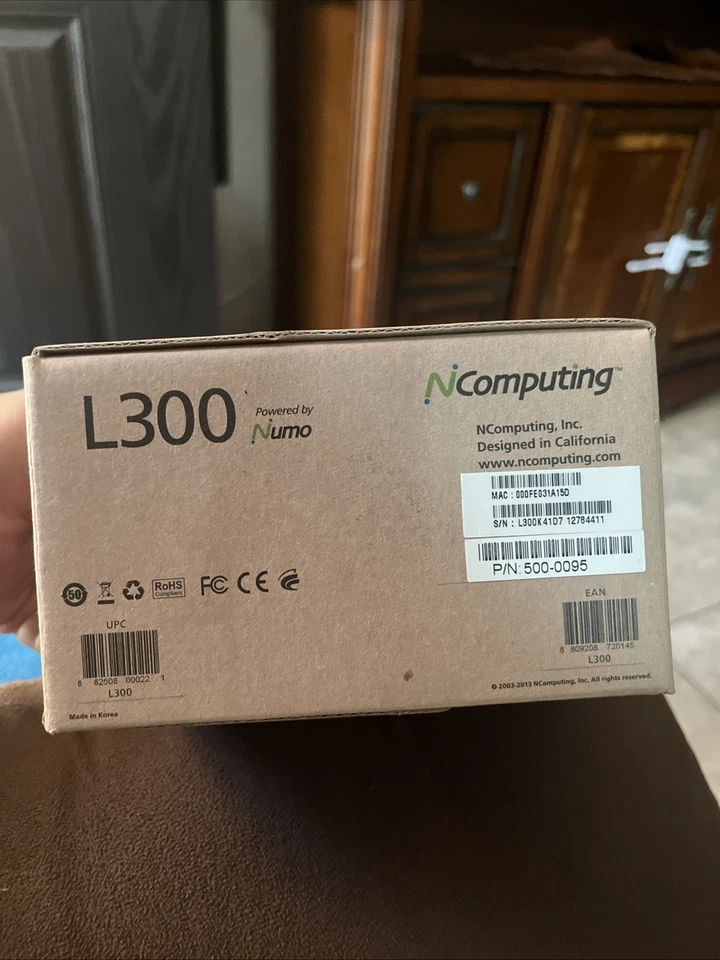 L300
Powered by
Numo
NComputing™
NComputing, Inc.
Designed in California
www.ncomputing.com
MAC : 000FE031A15D
S/N : L300K41D7 12784411
P/N: 500-0095
50
RoHS
Compliant
FC CE
UPC
8 82508 00022 1
L300
Made in Korea
EAN
8 809208 720145
L300
© 2003-2013 NComputing, Inc. All rights reserved.